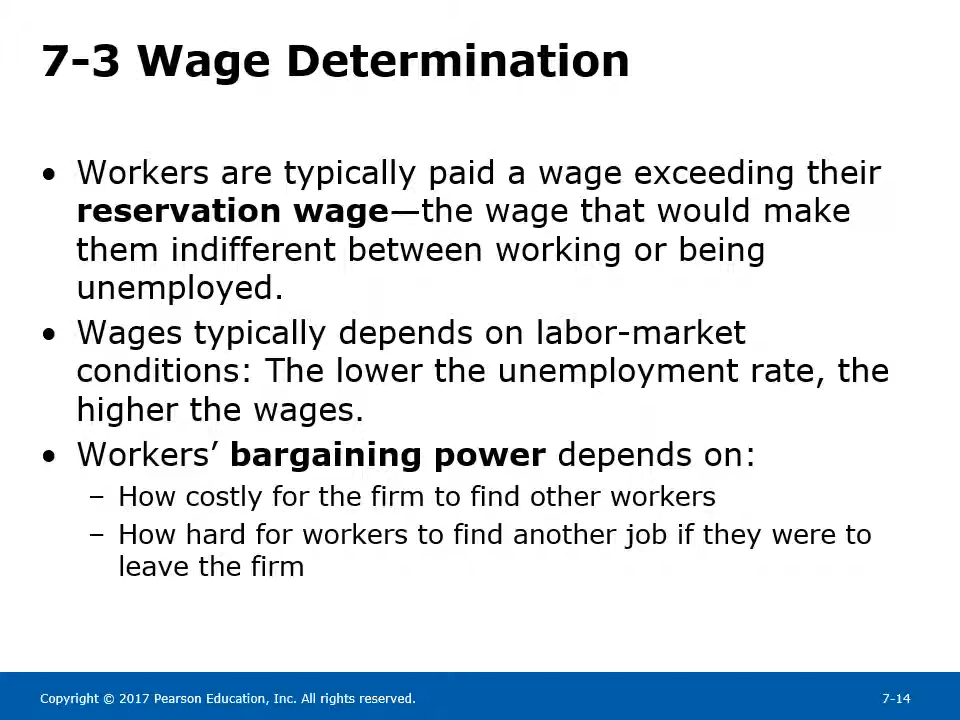 7-3 Wage Determination
• Workers are typically paid a wage exceeding their
reservation wage—the wage that would make
them indifferent between working or being
unemployed.
• Wages typically depends on labor-market
conditions: The lower the unemployment rate, the
higher the wages.
• Workers’ bargaining power depends on:
– How costly for the firm to find other workers
– How hard for workers to find another job if they were to
leave the firm
Copyright © 2017 Pearson Education, Inc. All rights reserved.
7-14